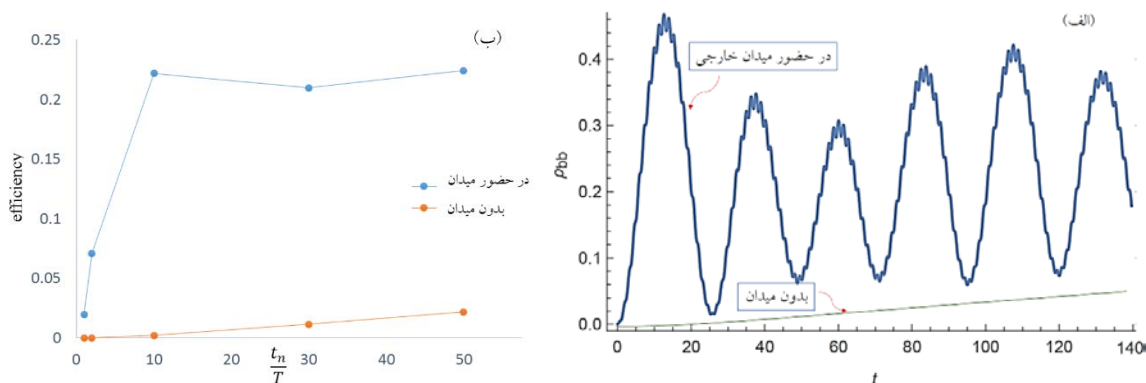 (ب)
efficiency
0.25
0.2
0.15
0.1
0.05
0
در حضور میدان
بدون میدان
0 10 20 30 40 50
t_n/T
(الف)
در حضور میدان خارجی
ρbb
0.4
0.3
0.2
0.1
0.0
بدون میدان
0 20 40 60 80 100 120 140
t